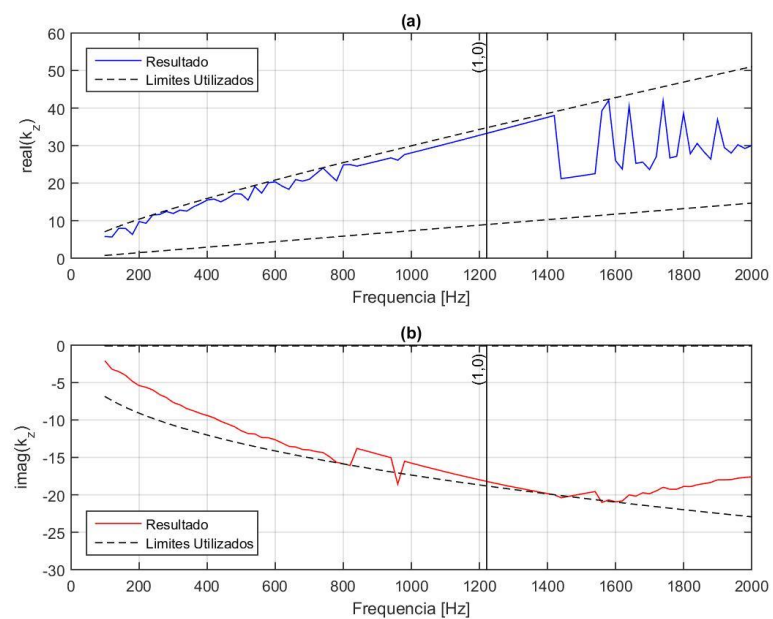 (a)
60
50
40
30
20
10
0
real(k_z)
(1,0)
Resultado
Limites Utilizados
0 200 400 600 800 1000 1200 1400 1600 1800 2000
Frequencia [Hz]
(b)
0
-5
-10
-15
-20
-25
-30
imag(k_z)
(1,0)
Resultado
Limites Utilizados
0 200 400 600 800 1000 1200 1400 1600 1800 2000
Frequencia [Hz]